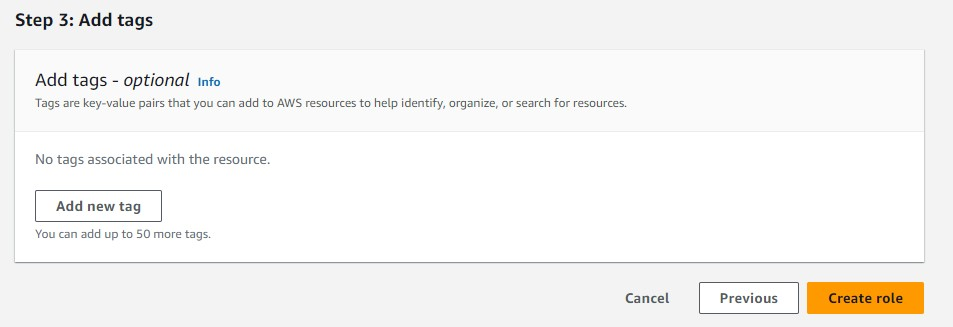 Step 3: Add tags
Add tags - optional Info
Tags are key-value pairs that you can add to AWS resources to help identify, organize, or search for resources.
No tags associated with the resource.
Add new tag
You can add up to 50 more tags.
Cancel Previous Create role